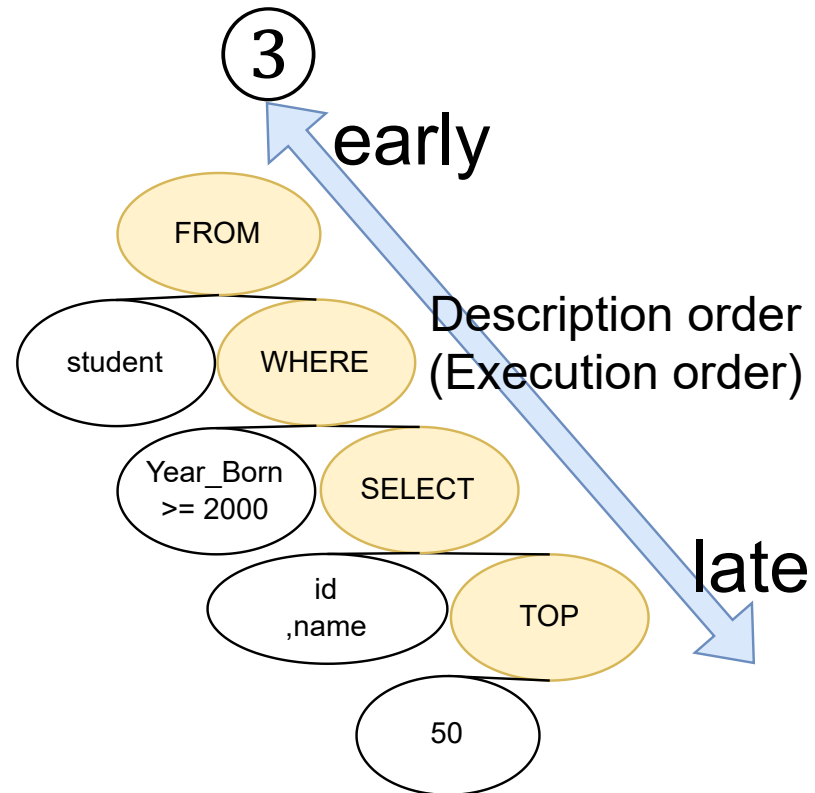 3
early
FROM
Description order
(Execution order)
student
WHERE
Year_Born
>= 2000
SELECT
late
id
,name
TOP
50